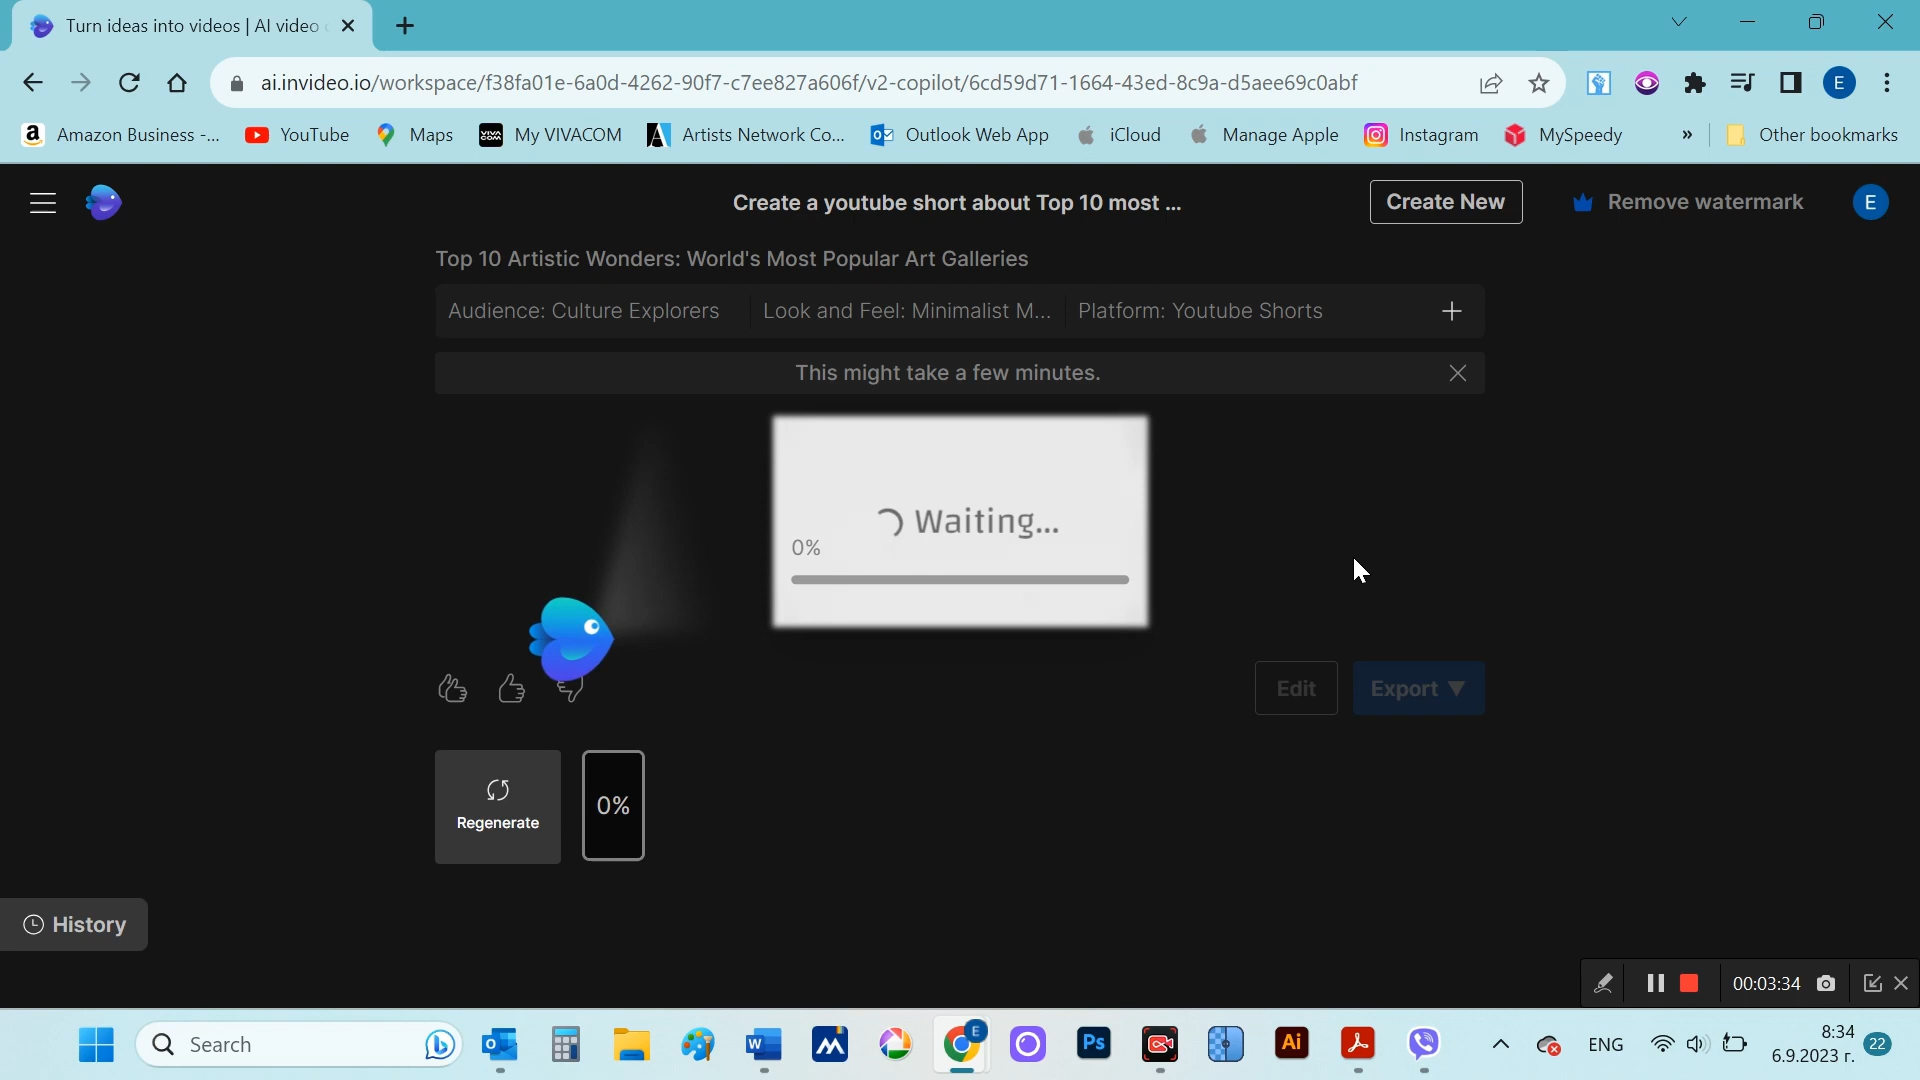 Turn ideas into videos | AI video
ai.invideo.io/workspace/f38fa01e-6a0d-4262-90f7-c7ee827a606f/v2-copilot/6cd59d71-1664-43ed-8c9a-d5aee69c0abf
E
a Amazon Business -... YouTube Maps VIVACOM My VIVACOM Artists Network Co... Outlook Web App iCloud Manage Apple Instagram MySpeedy » Other bookmarks
Create a youtube short about Top 10 most ...
Create New
Remove watermark
E
Top 10 Artistic Wonders: World's Most Popular Art Galleries
Audience: Culture Explorers
Look and Feel: Minimalist M...
Platform: Youtube Shorts
This might take a few minutes.
Waiting...
0%
Edit
Export ▼
Regenerate
0%
History
00:03:34
Search
W
E
Ps
Ai
ENG
8:34
6.9.2023 г.
22